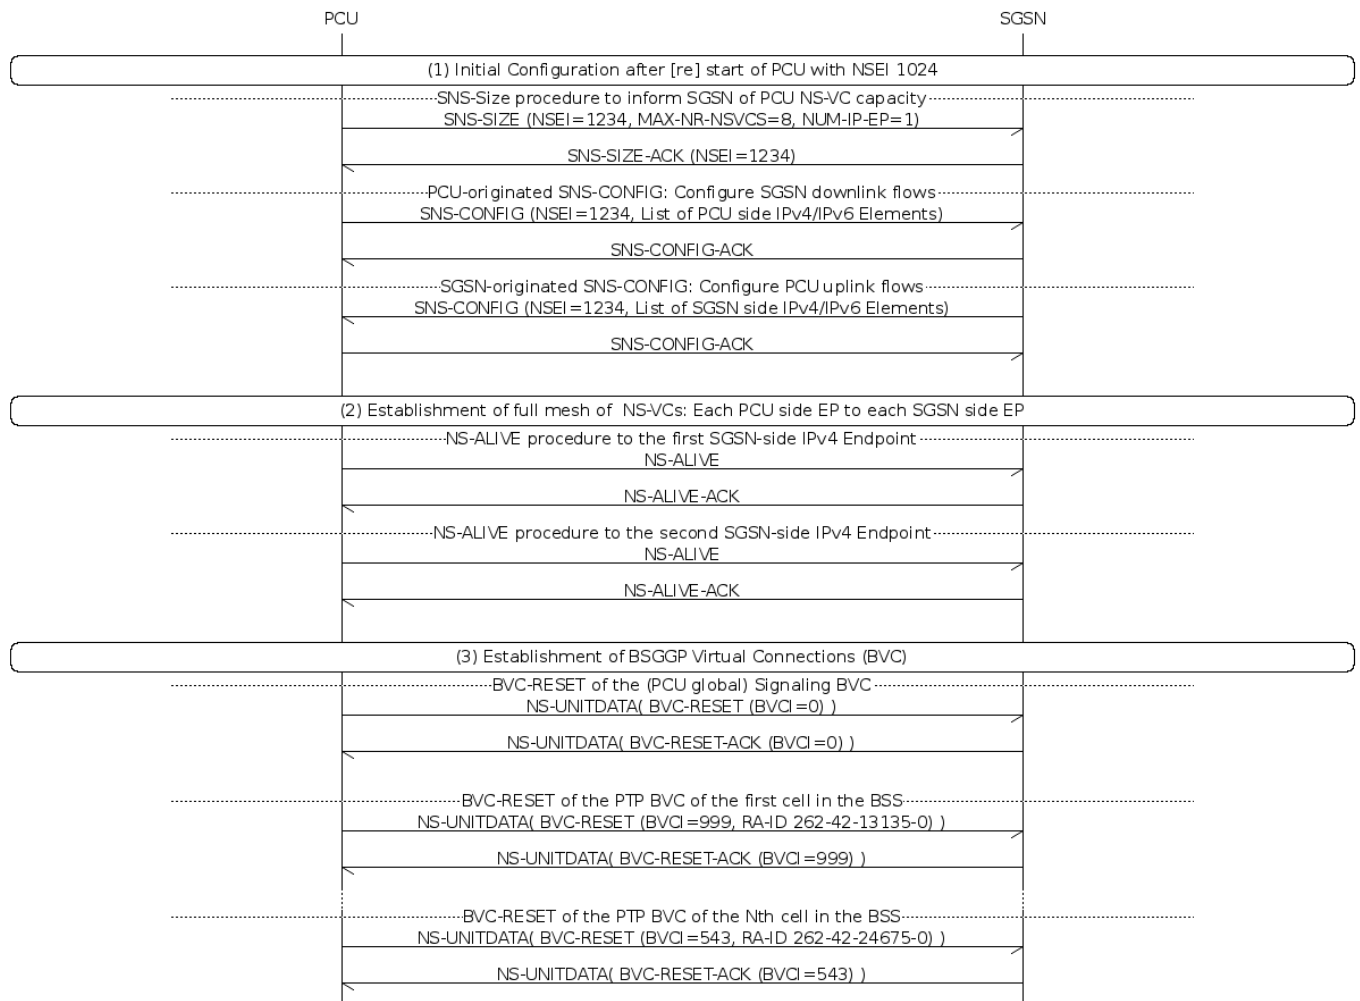 PCU SGSN
(1) Initial Configuration after [re] start of PCU with NSEI 1024
SNS-Size procedure to inform SGSN of PCU NS-VC capacity
SNS-SIZE (NSEI=1234, MAX-NR-NSVCS=8, NUM-IP-EP=1)
SNS-SIZE-ACK (NSEI=1234)
PCU-originated SNS-CONFIG: Configure SGSN downlink flows
SNS-CONFIG (NSEI=1234, List of PCU side IPv4/IPv6 Elements)
SNS-CONFIG-ACK
SGSN-originated SNS-CONFIG: Configure PCU uplink flows
SNS-CONFIG (NSEI=1234, List of SGSN side IPv4/IPv6 Elements)
SNS-CONFIG-ACK
(2) Establishment of full mesh of NS-VCs: Each PCU side EP to each SGSN side EP
NS-ALIVE procedure to the first SGSN-side IPv4 Endpoint
NS-ALIVE
NS-ALIVE-ACK
NS-ALIVE procedure to the second SGSN-side IPv4 Endpoint
NS-ALIVE
NS-ALIVE-ACK
(3) Establishment of BSGGP Virtual Connections (BVC)
BVC-RESET of the (PCU global) Signaling BVC
NS-UNITDATA( BVC-RESET (BVCI=0) )
NS-UNITDATA( BVC-RESET-ACK (BVCI=0) )
BVC-RESET of the PTP BVC of the first cell in the BSS
NS-UNITDATA( BVC-RESET (BVCI=999, RA-ID 262-42-13135-0) )
NS-UNITDATA( BVC-RESET-ACK (BVCI=999) )
BVC-RESET of the PTP BVC of the Nth cell in the BSS
NS-UNITDATA( BVC-RESET (BVCI=543, RA-ID 262-42-24675-0) )
NS-UNITDATA( BVC-RESET-ACK (BVCI=543) )